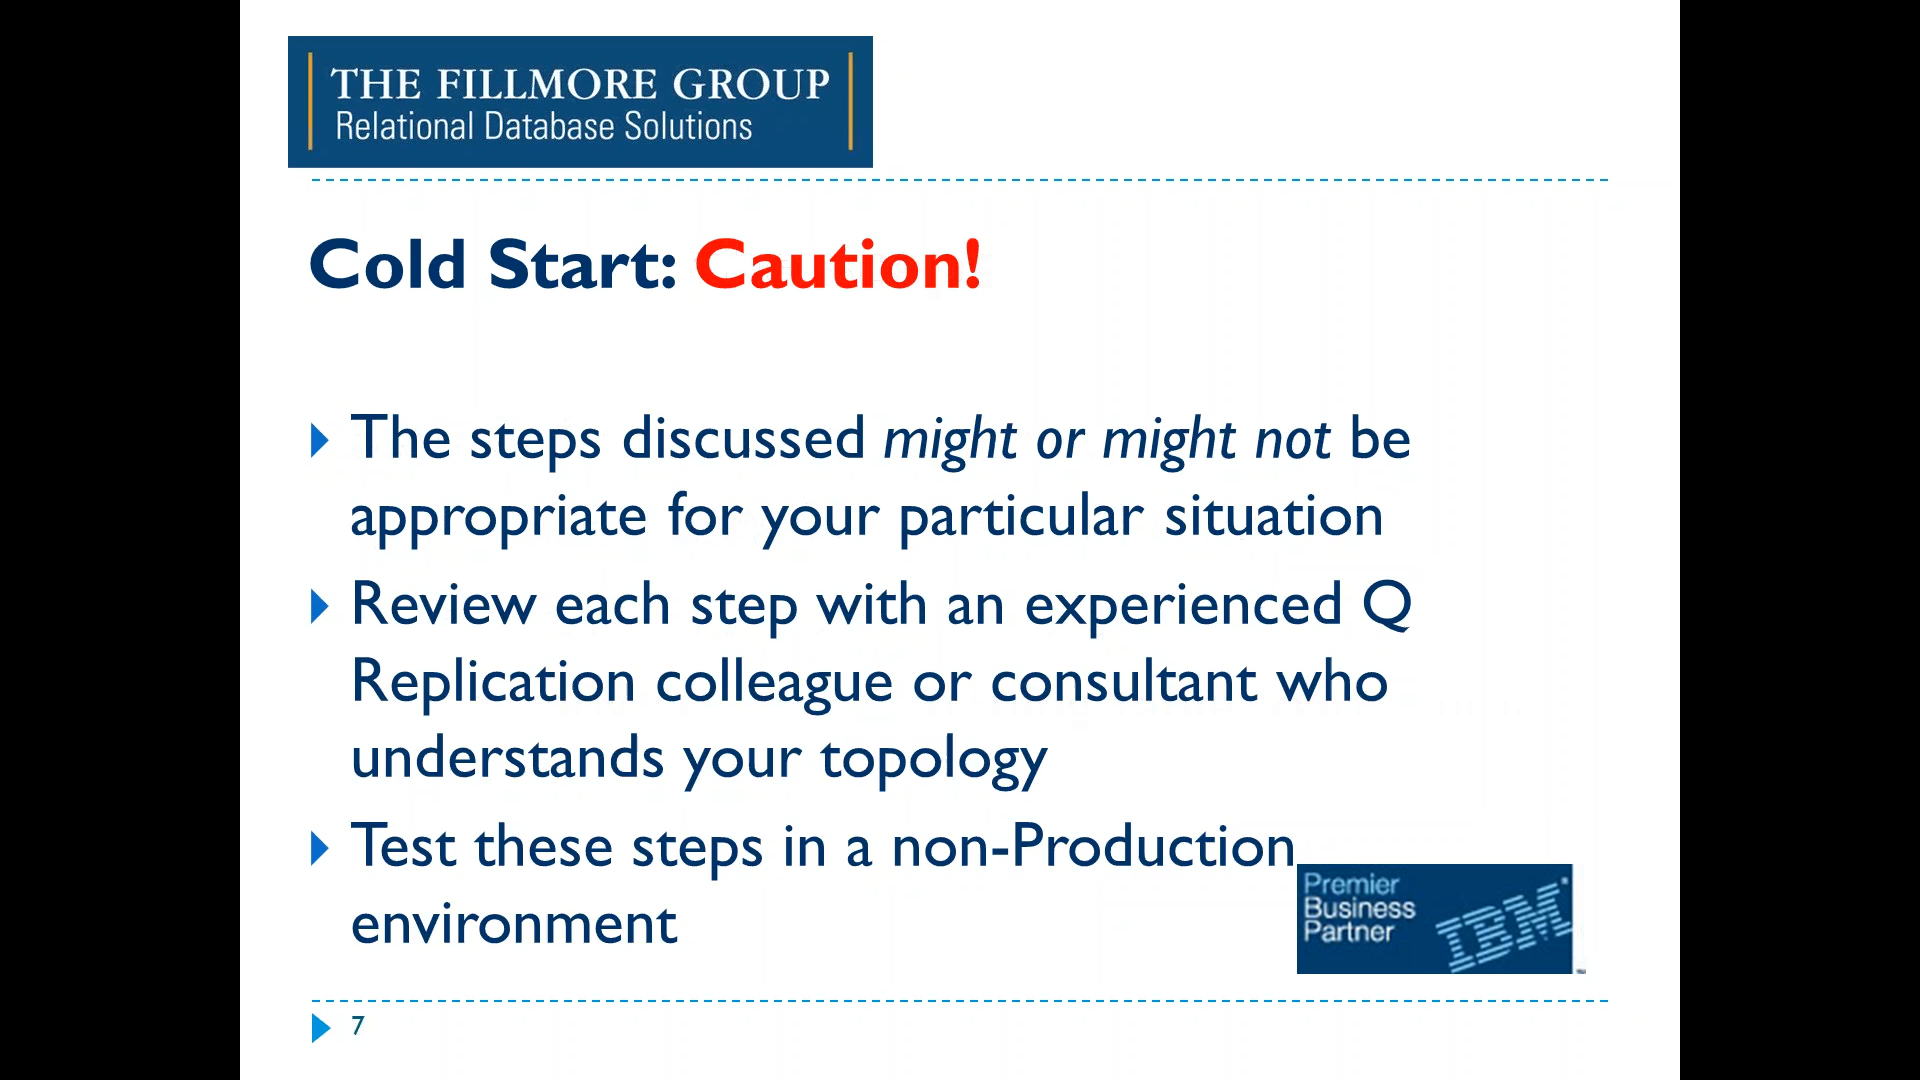 THE FILLMORE GROUP
Relational Database Solutions
Cold Start: Caution!
The steps discussed might or might not be
appropriate for your particular situation
Review each step with an experienced Q
Replication colleague or consultant who
understands your topology
Test these steps in a non-Production
environment
Premier
Business
Partner
IBM
7